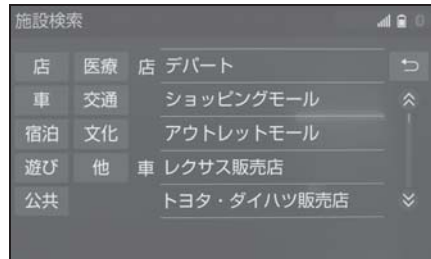 施設検索
店 医療 店 デパート
車 交通 ショッピングモール
宿泊 文化 アウトレットモール
遊び 他 車 レクサス販売店
公共 トヨタ・ダイハツ販売店